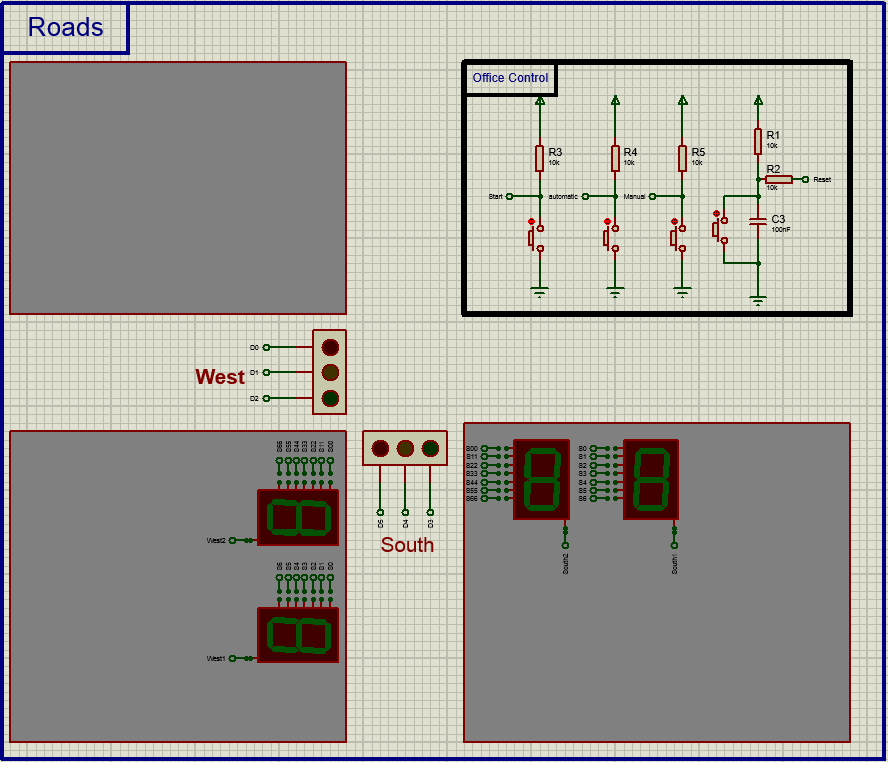 Roads
Office Control
R3
10k
R4
10k
R5
10k
R1
10k
R2
10k
Reset
Start
automatic
Manual
C3
100nF
D0
West
D1
D2
S66
S55
S44
S33
S22
S11
S00
West2
S6
S5
S4
S3
S2
S1
S0
West1
D5
D4
D3
South
S00
S11
S22
S33
S44
S55
S66
South2
S0
S1
S2
S3
S4
S5
S6
South1